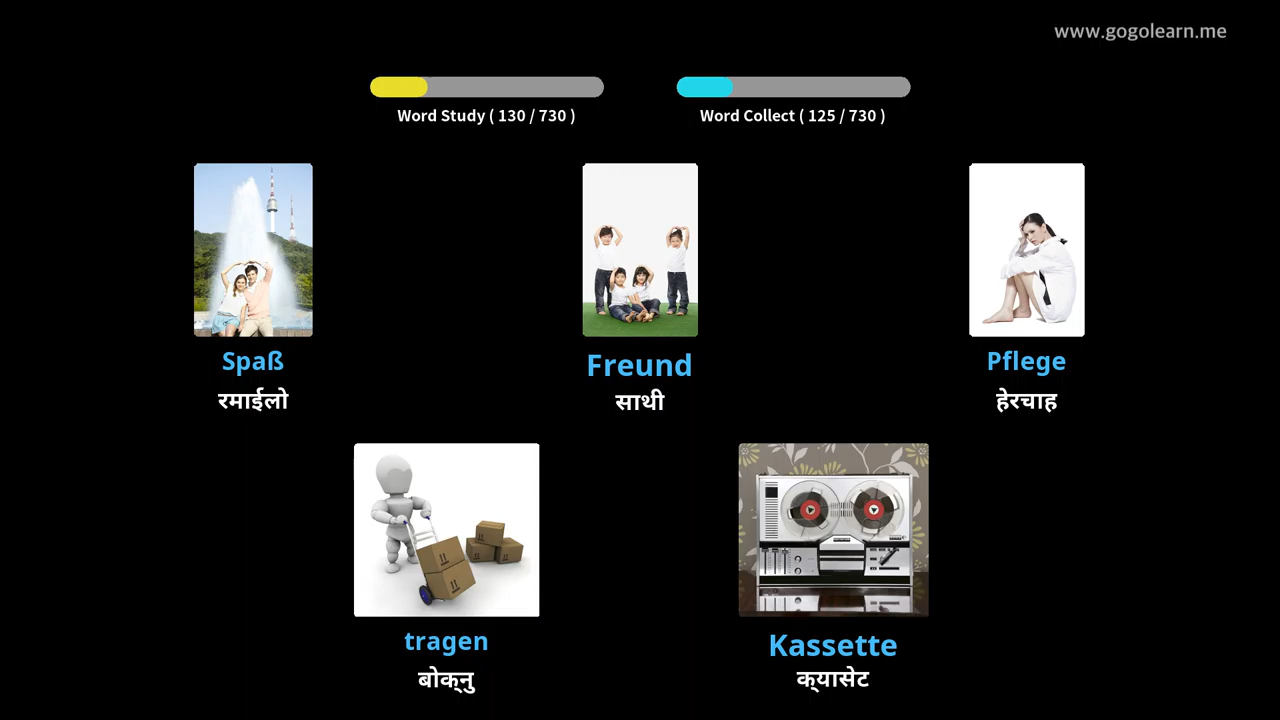 www.gogolearn.me
Word Study ( 130 / 730 )
Word Collect ( 125 / 730 )
Spaß
रमाईलो
Freund
साथी
Pflege
हेरचाह
tragen
बोक्‌नु
Kassette
क्यासेट